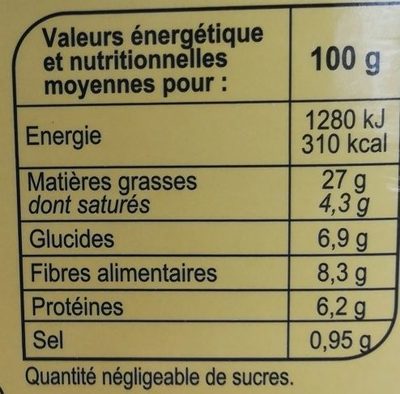 Valeurs énergétique
et nutritionnelles
moyennes pour :
100 g
Energie
1280 kJ
310 kcal
Matières grasses
27 g
dont saturés
4,3 g
Glucides
6,9 g
Fibres alimentaires
8,3 g
Protéines
6,2 g
Sel
0,95 g
Quantité négligeable de sucres.